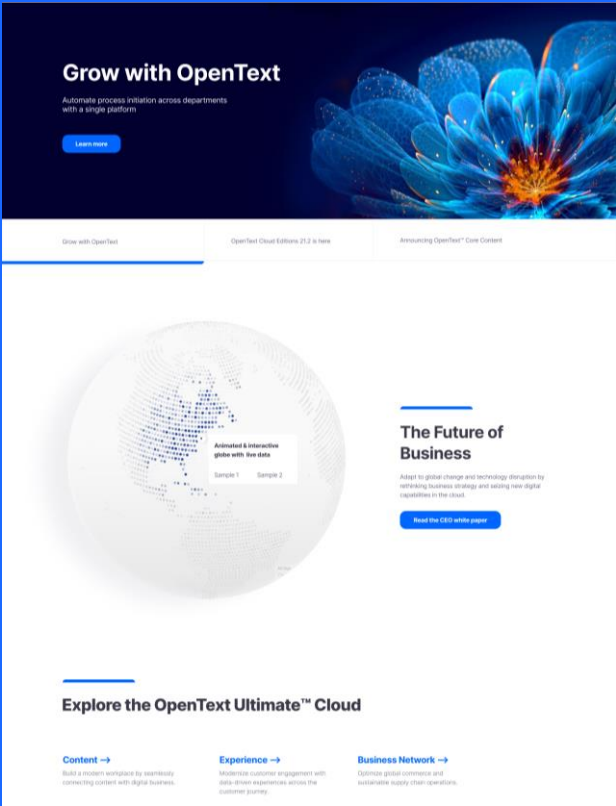 Grow with OpenText
Automate process initiation across departments
with a single platform
Learn more
Grow with OpenText
OpenText Cloud Editions 21.2 is here
Announcing OpenText™ Core Content
Animated & interactive
globe with live data
Sample 1
Sample 2
The Future of
Business
Adapt to global change and technology disruption by
rethinking business strategy and seizing new digital
capabilities in the cloud.
Read the CEO white paper
Explore the OpenText Ultimate™ Cloud
Content →
Build a modern workplace by seamlessly
connecting content with digital business.
Experience →
Modernize customer engagement with
data-driven experiences across the
customer journey.
Business Network →
Optimize global commerce and
sustainable supply chain operations.